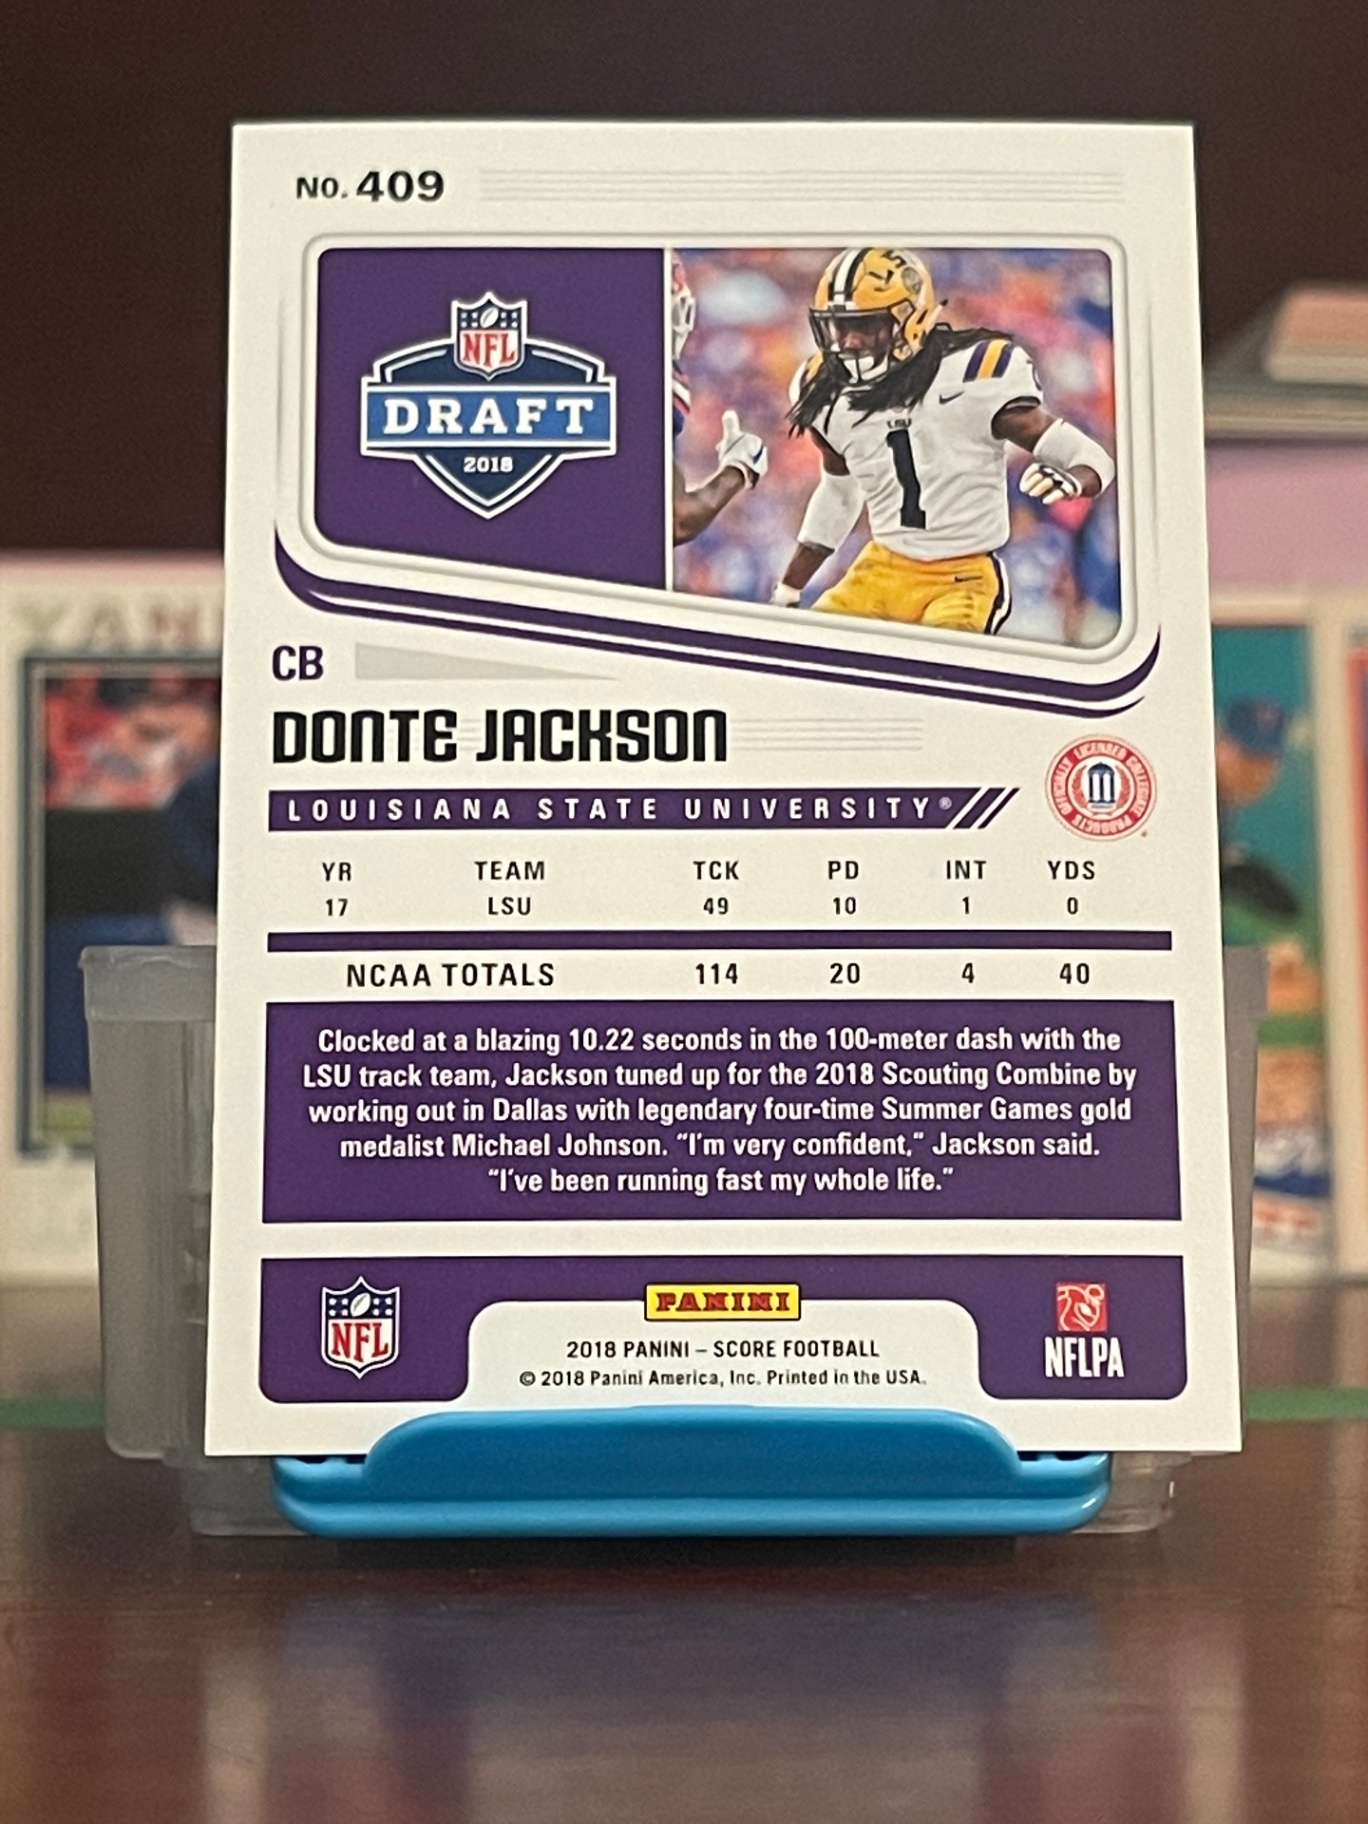 NO. 409
NFL
DRAFT
2018
LSU
1
CB
DONTE JACKSON
LOUISIANA STATE UNIVERSITY®
OFFICIALLY LICENSED COLLEGIATE PRODUCTS
YR TEAM TCK PD INT YDS
17 LSU 49 10 1 0
NCAA TOTALS 114 20 4 40
Clocked at a blazing 10.22 seconds in the 100-meter dash with the
LSU track team, Jackson tuned up for the 2018 Scouting Combine by
working out in Dallas with legendary four-time Summer Games gold
medalist Michael Johnson. “I’m very confident,” Jackson said.
“I’ve been running fast my whole life.”
NFL
PANINI
2018 PANINI – SCORE FOOTBALL
© 2018 Panini America, Inc. Printed in the USA.
NFLPA